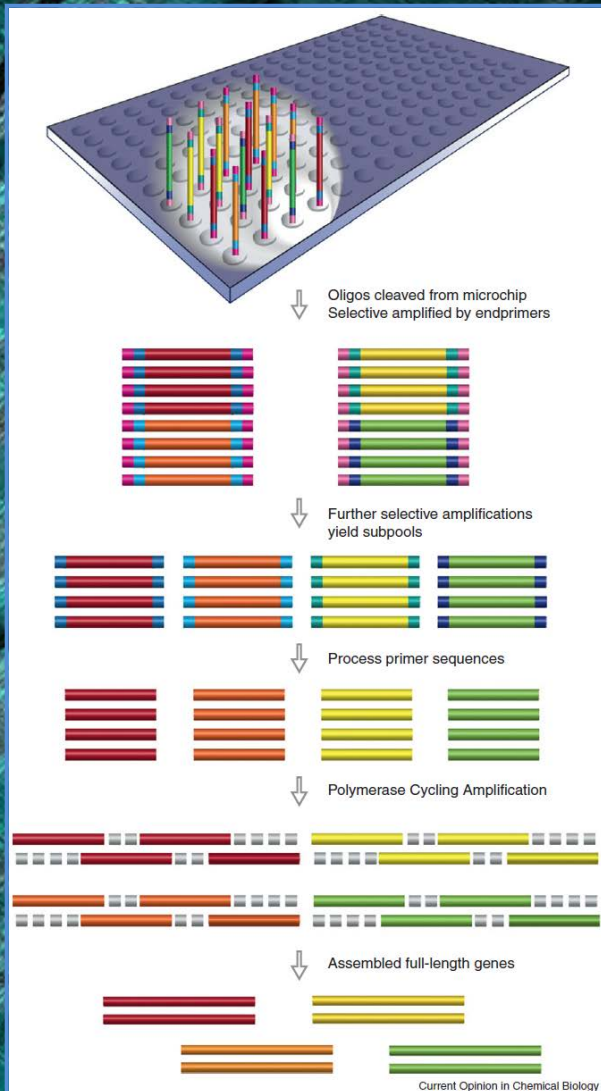 Oligos cleaved from microchip
Selective amplified by endprimers
Further selective amplifications
yield subpools
Process primer sequences
Polymerase Cycling Amplification
Assembled full-length genes
Current Opinion in Chemical Biology